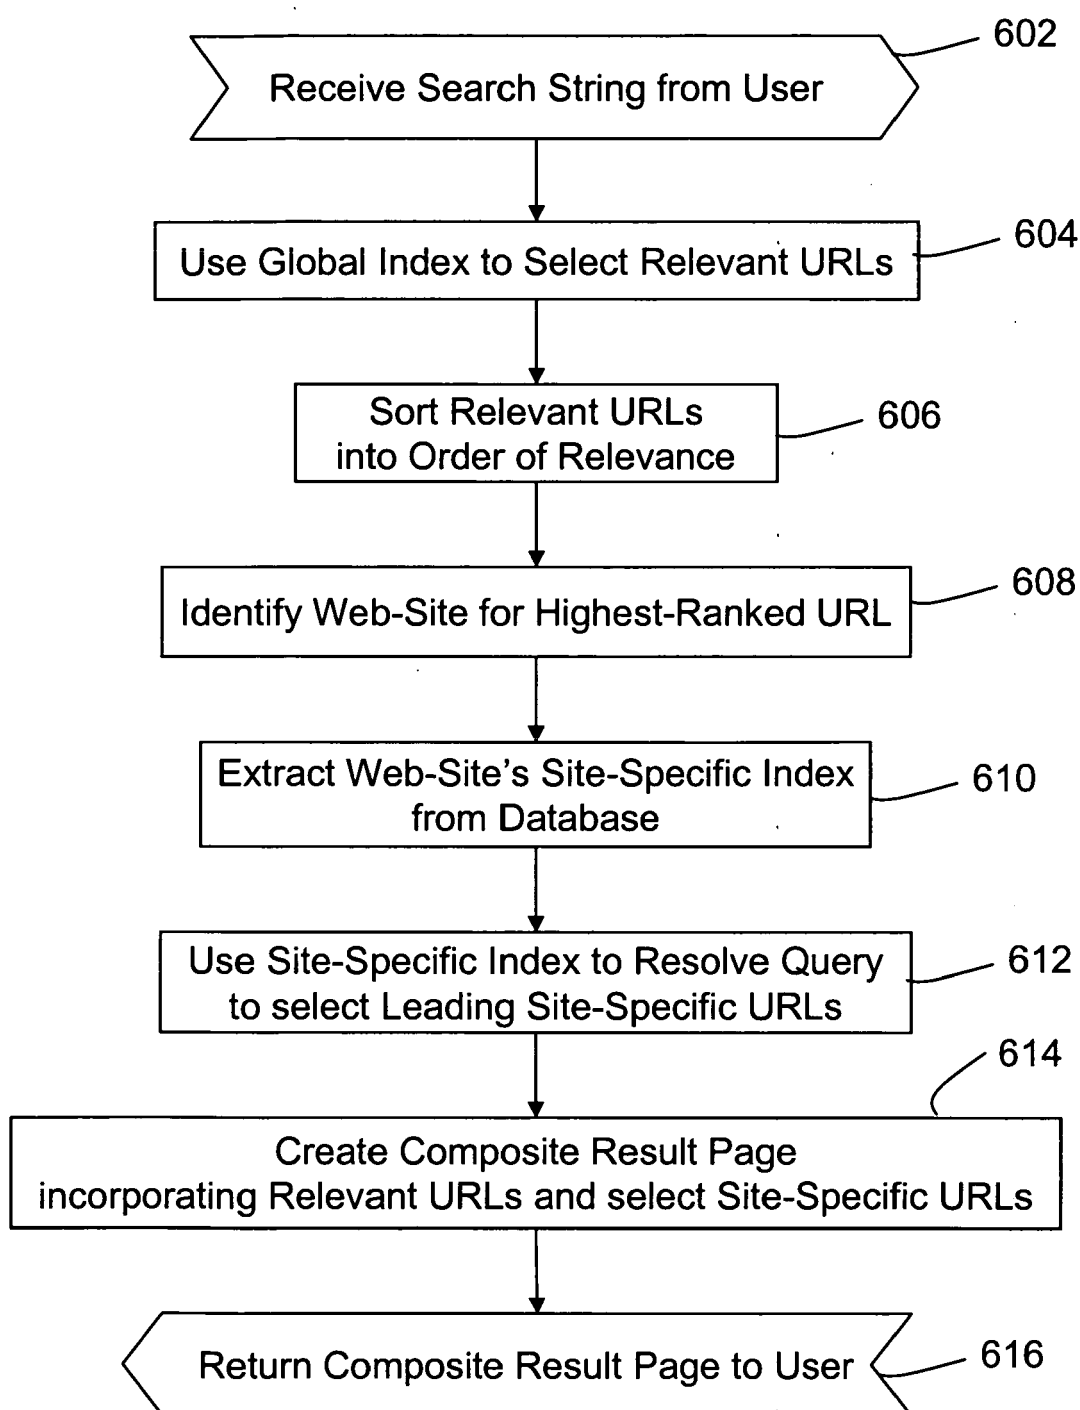 602
Receive Search String from User
604
Use Global Index to Select Relevant URLs
606
Sort Relevant URLs
into Order of Relevance
608
Identify Web-Site for Highest-Ranked URL
Extract Web-Site's Site-Specific Index
610
from Database
Use Site-Specific Index to Resolve Query
612
to select Leading Site-Specific URLs
614
Create Composite Result Page
incorporating Relevant URLs and select Site-Specific URLs
Return Composite Result Page to User
616